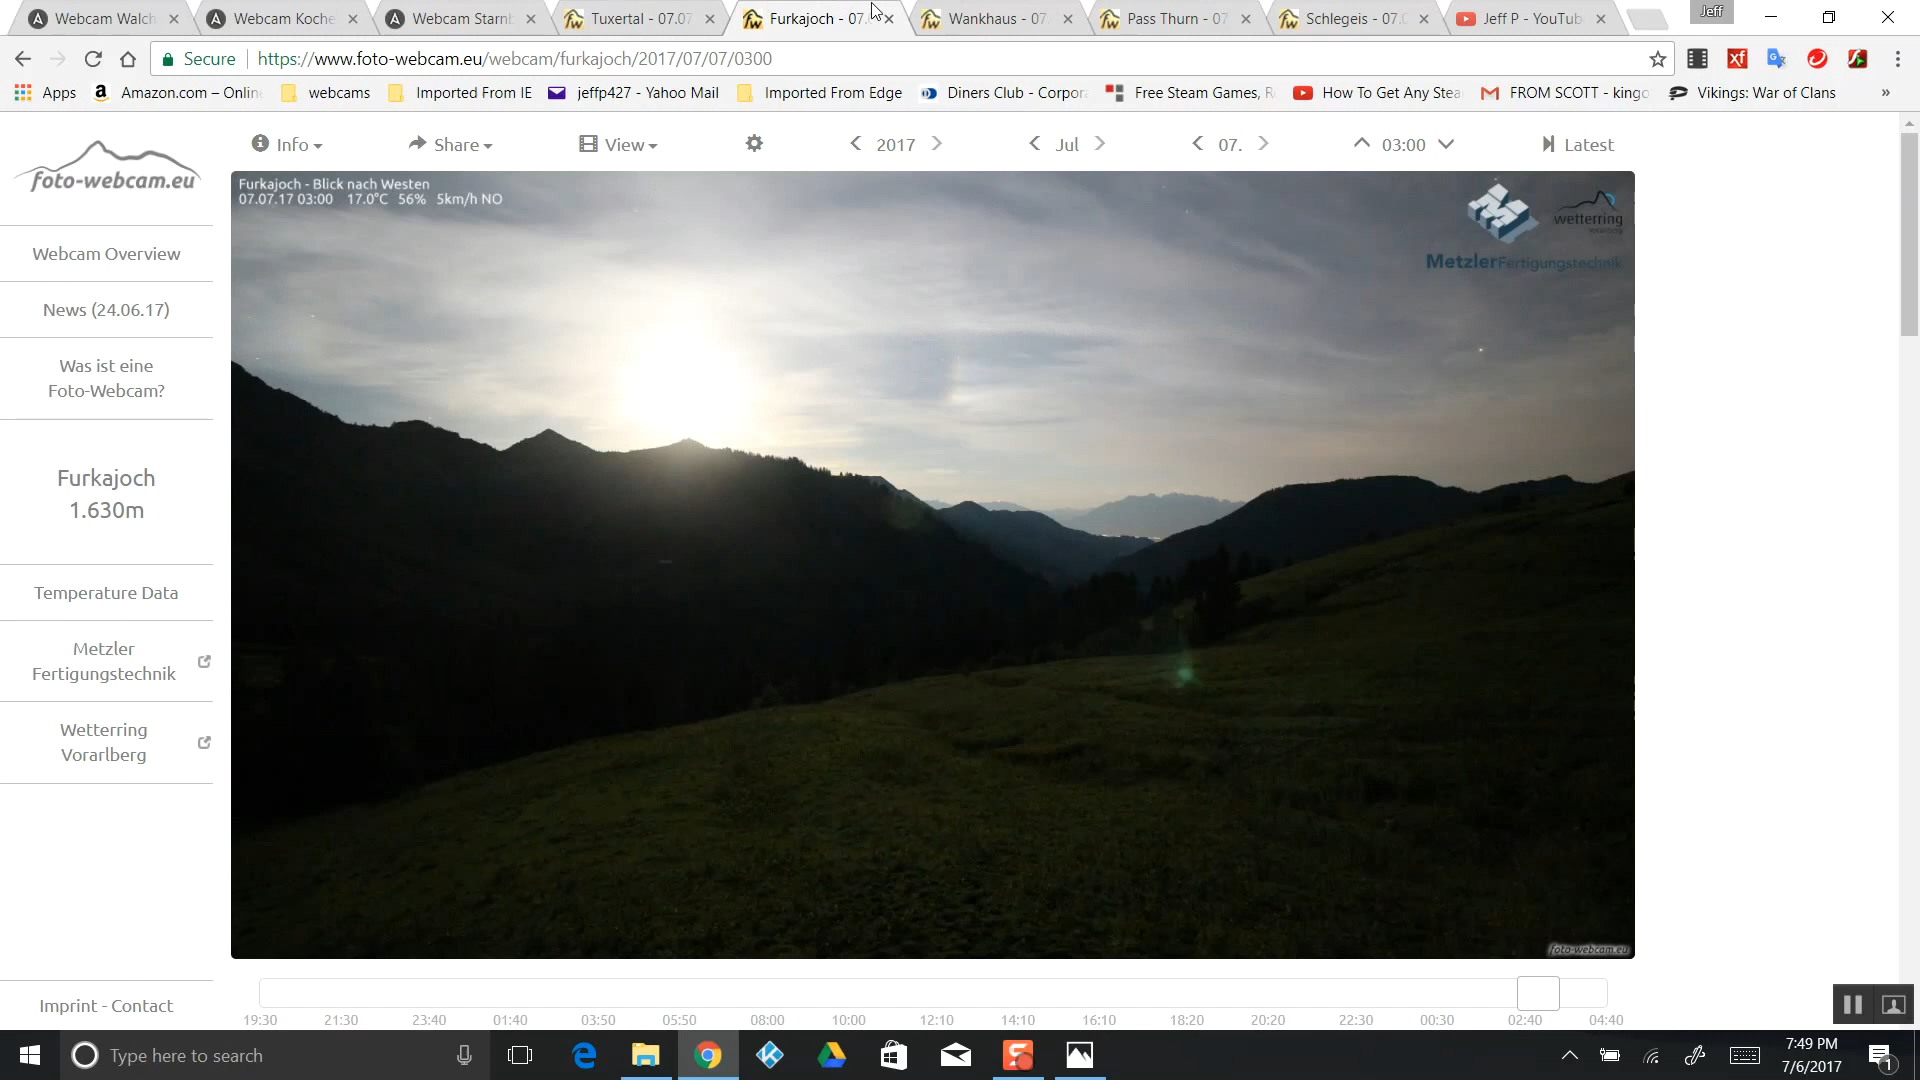 Webcam Walch
Webcam Koche
Webcam Starnb
Tuxertal - 07.07
Furkajoch - 07.
Wankhaus - 07
Pass Thurn - 07
Schlegeis - 07.0
Jeff P - YouTub
Jeff
Secure
https://www.foto-webcam.eu/webcam/furkajoch/2017/07/07/0300
Apps
Amazon.com – Onlin
webcams
Imported From IE
jeffp427 - Yahoo Mail
Imported From Edge
Diners Club - Corpora
Free Steam Games, R
How To Get Any Stea
FROM SCOTT - kingo
Vikings: War of Clans
»
foto-webcam.eu
Info
Share
View
2017
Jul
07.
03:00
Latest
Webcam Overview
News (24.06.17)
Was ist eine
Foto-Webcam?
Furkajoch
1.630m
Temperature Data
Metzler
Fertigungstechnik
Wetterring
Vorarlberg
Imprint - Contact
Furkajoch - Blick nach Westen
07.07.17 03:00 17.0°C 56% 5km/h NO
wetterring
MetzlerFertigungstechnik
foto-webcam.eu
19:30 21:30 23:40 01:40 03:50 05:50 08:00 10:00 12:10 14:10 16:10 18:20 20:20 22:30 00:30 02:40 04:40
Type here to search
7:49 PM
7/6/2017
1